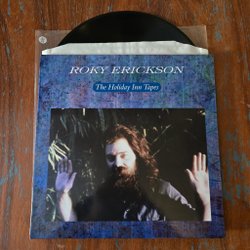 ROKY ERICKSON
The Holiday Inn Tapes